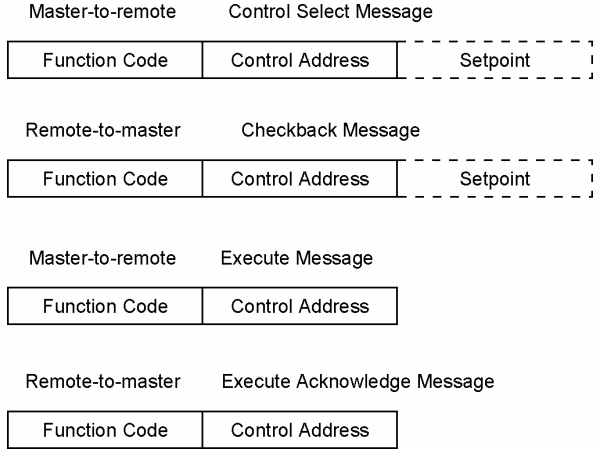 Master-to-remote Control Select Message
Function Code Control Address Setpoint
Remote-to-master Checkback Message
Function Code Control Address Setpoint
Master-to-remote Execute Message
Function Code Control Address
Remote-to-master Execute Acknowledge Message
Function Code Control Address